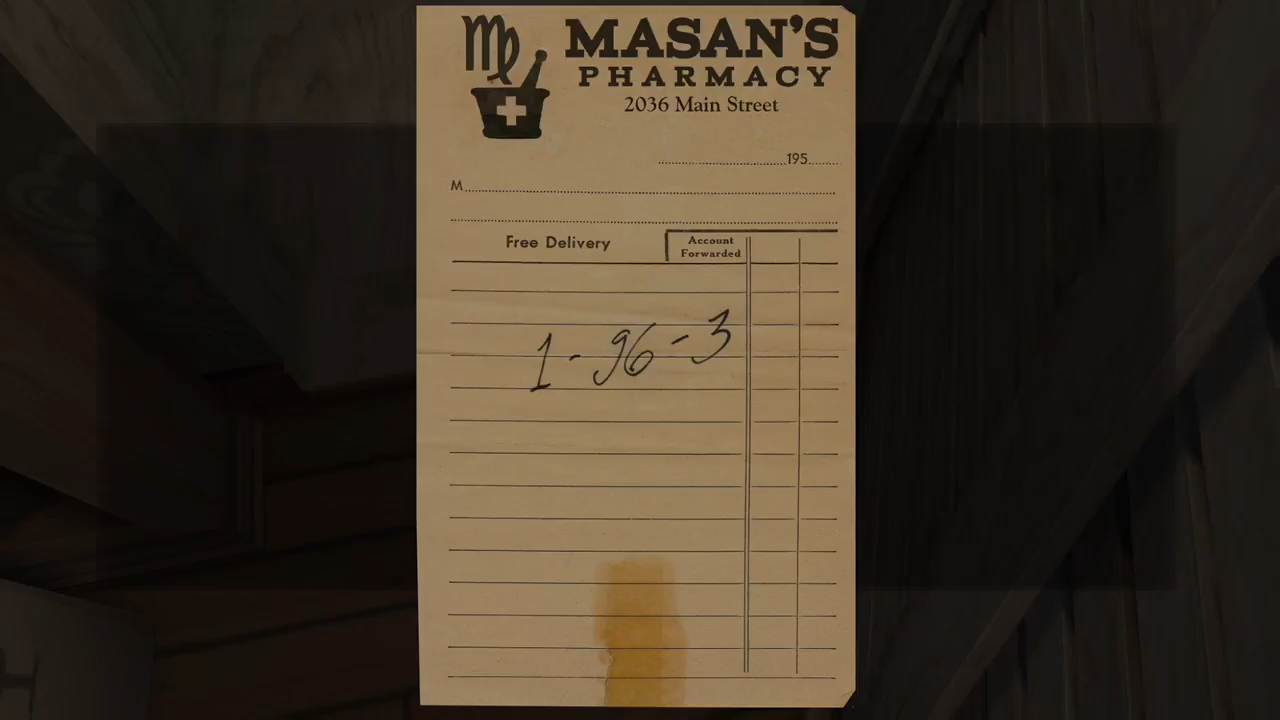 MASAN'S
PHARMACY
2036 Main Street
195
M
Free Delivery
Account
Forwarded
1-96-3